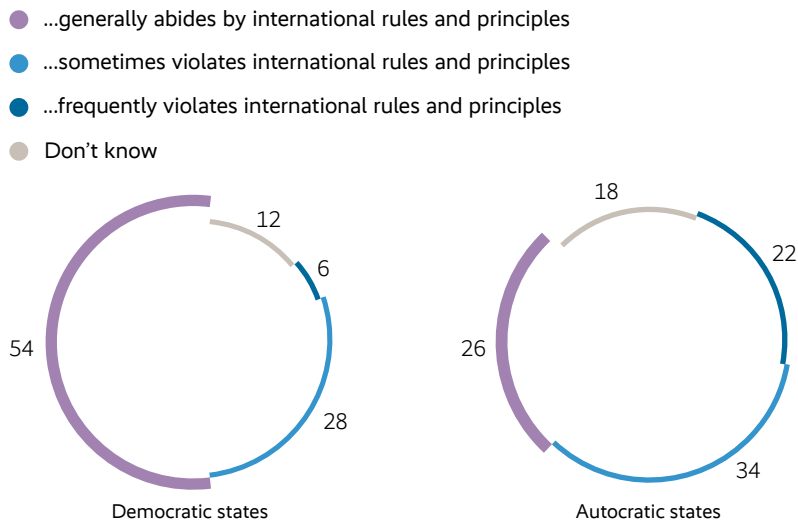 ...generally abides by international rules and principles
...sometimes violates international rules and principles
...frequently violates international rules and principles
Don't know
12
6
54
28
Democratic states
18
22
26
34
Autocratic states